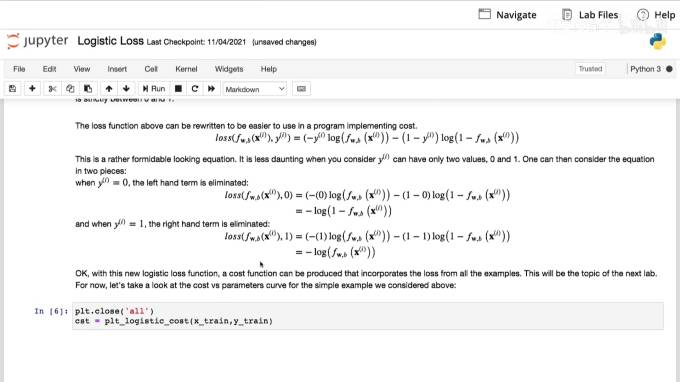 Navigate Lab Files Help
jupyter Logistic Loss Last Checkpoint: 11/04/2021 (unsaved changes)
File Edit View Insert Cell Kernel Widgets Help Trusted Python 3
Run Markdown
is strictly between 0 and 1.
The loss function above can be rewritten to be easier to use in a program implementing cost.
loss(f_{w,b}(x^{(i)}), y^{(i)}) = (−y^{(i)} log(f_{w,b}(x^{(i)})) − (1 − y^{(i)}) log(1 − f_{w,b}(x^{(i)}))
This is a rather formidable looking equation. It is less daunting when you consider y^{(i)} can have only two values, 0 and 1. One can then consider the equation
in two pieces:
when y^{(i)} = 0, the left hand term is eliminated:
loss(f_{w,b}(x^{(i)}), 0) = (−(0) log(f_{w,b}(x^{(i)})) − (1 − 0) log(1 − f_{w,b}(x^{(i)}))
= − log(1 − f_{w,b}(x^{(i)}))
and when y^{(i)} = 1, the right hand term is eliminated:
loss(f_{w,b}(x^{(i)}), 1) = (−(1) log(f_{w,b}(x^{(i)})) − (1 − 1) log(1 − f_{w,b}(x^{(i)}))
= − log(f_{w,b}(x^{(i)}))
OK, with this new logistic loss function, a cost function can be produced that incorporates the loss from all the examples. This will be the topic of the next lab.
For now, let's take a look at the cost vs parameters curve for the simple example we considered above:
In [6]: plt.close('all')
cst = plt_logistic_cost(x_train,y_train)